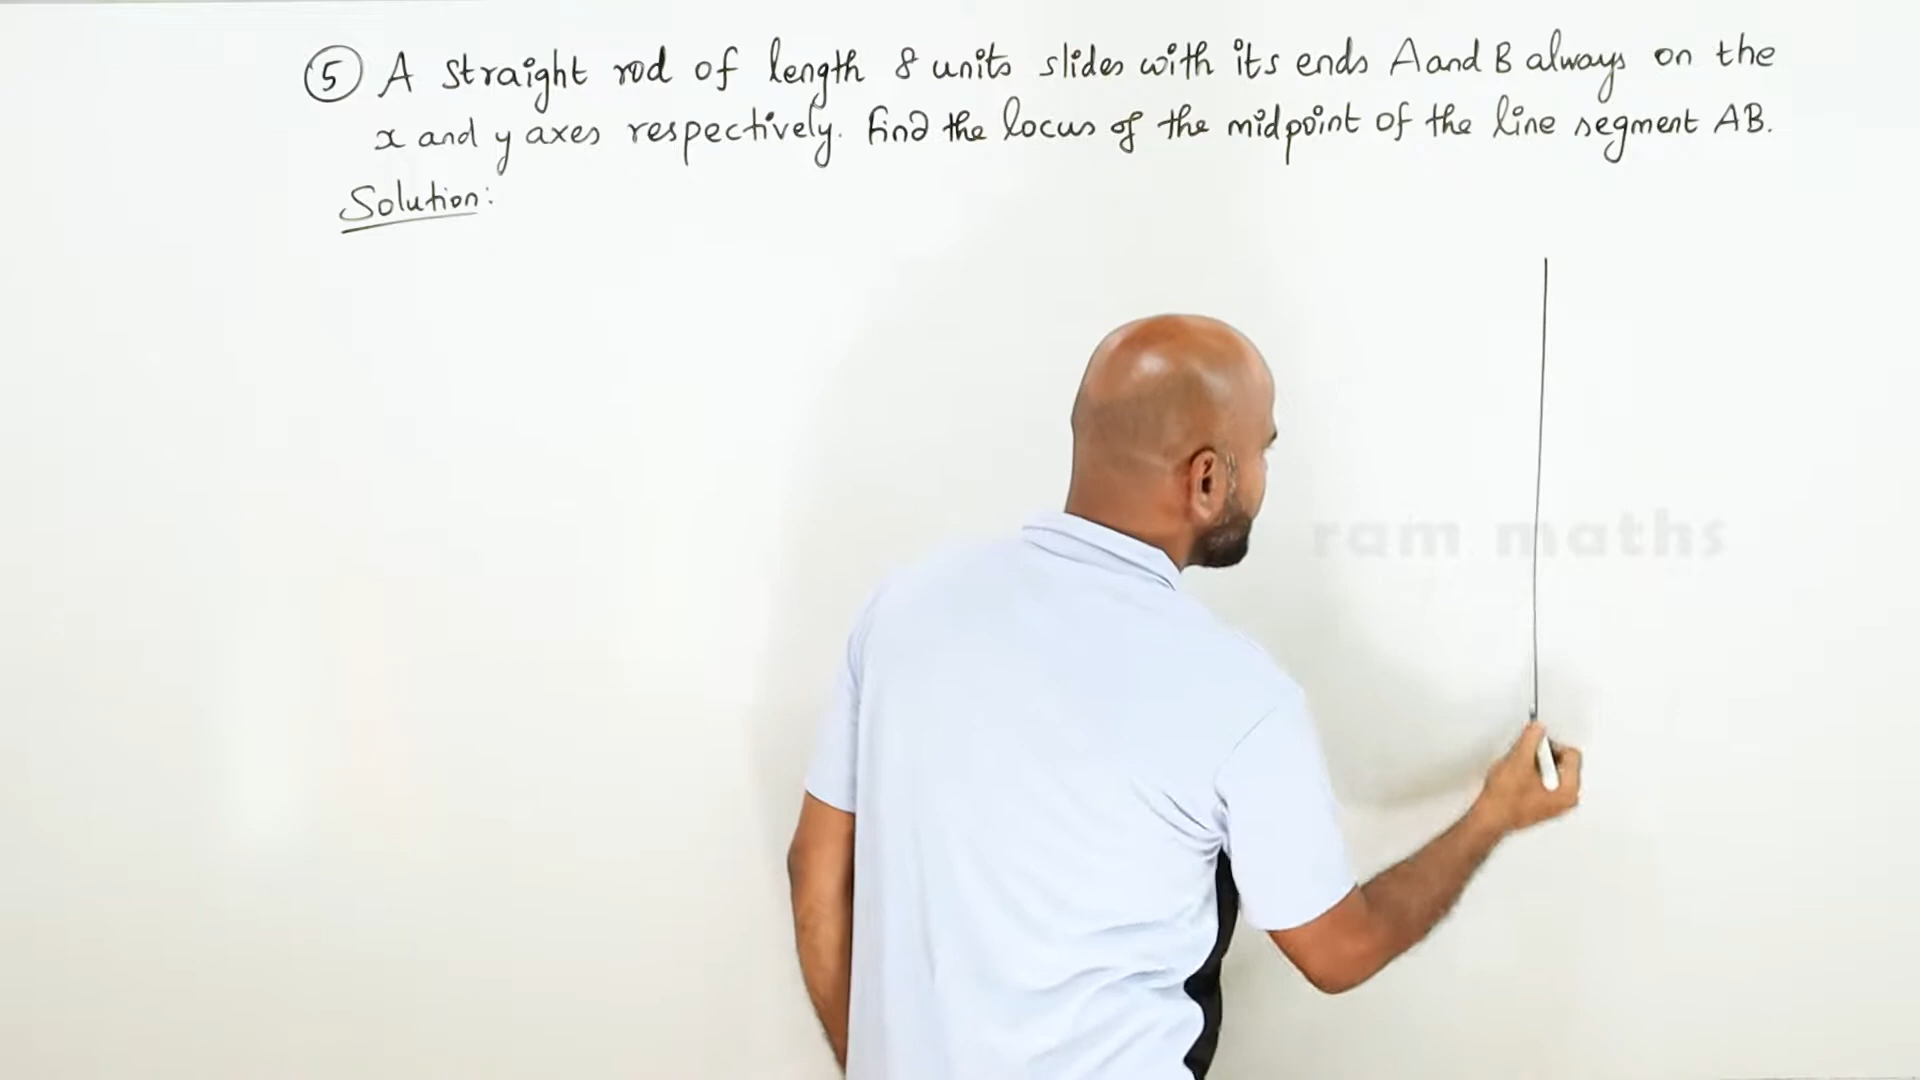 5 A straight rod of length 8 units slides with its ends A and B always on the
x and y axes respectively. Find the locus of the midpoint of the line segment AB.
Solution:
ram maths